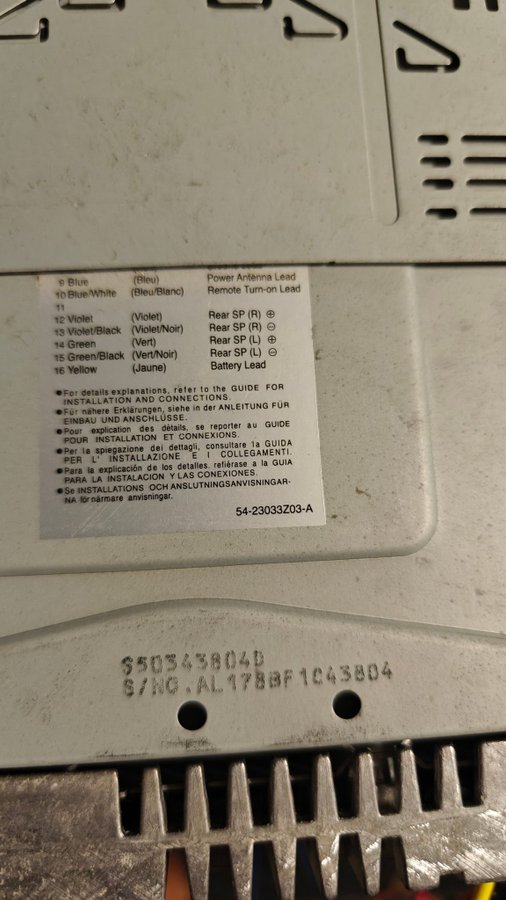 9 Blue (Bleu) Power Antenna Lead
10 Blue/White (Bleu/Blanc) Remote Turn-on Lead
11
12 Violet (Violet) Rear SP (R) ⊕
13 Violet/Black (Violet/Noir) Rear SP (R) ⊖
14 Green (Vert) Rear SP (L) ⊕
15 Green/Black (Vert/Noir) Rear SP (L) ⊖
16 Yellow (Jaune) Battery Lead
●For details explanations, refer to the GUIDE FOR
INSTALLATION AND CONNECTIONS.
●Für nähere Erklärungen, siehe in der ANLEITUNG FÜR
EINBAU UND ANSCHLÜSSE.
●Pour explication des détails, se reporter au GUIDE
POUR INSTALLATION ET CONNEXIONS.
●Per la spiegazione dei dettagli, consultare la GUIDA
PER L' INSTALLAZIONE E I COLLEGAMENTI.
●Para la explicación de los detalles, refiérase a la GUIA
PARA LA INSTALACION Y LAS CONEXIONES.
●Se INSTALLATIONS OCH ANSLUTNINGSANVISNINGAR-
NA för närmare anvisningar.
54-23033Z03-A
S50343804D
S/NO.AL178BF1C43804